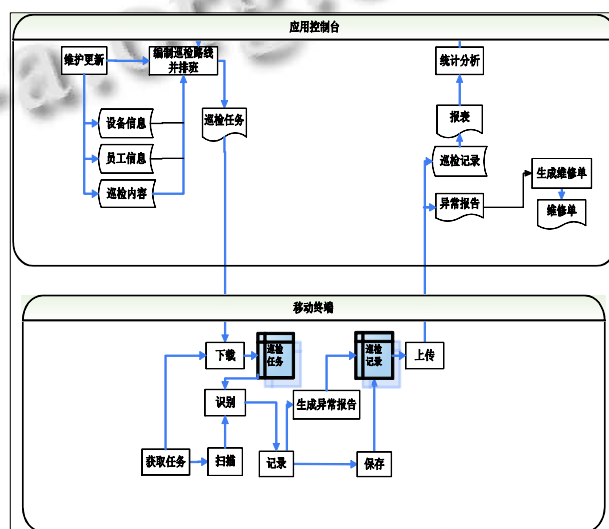 应用控制台
维护更新
编制巡检路线
并排班
统计分析
设备信息
巡检任务
报表
员工信息
巡检记录
生成维修单
巡检内容
异常报告
维修单
移动终端
下载
巡检
任务
巡检
记录
上传
识别
生成异常报告
获取任务
扫描
记录
保存